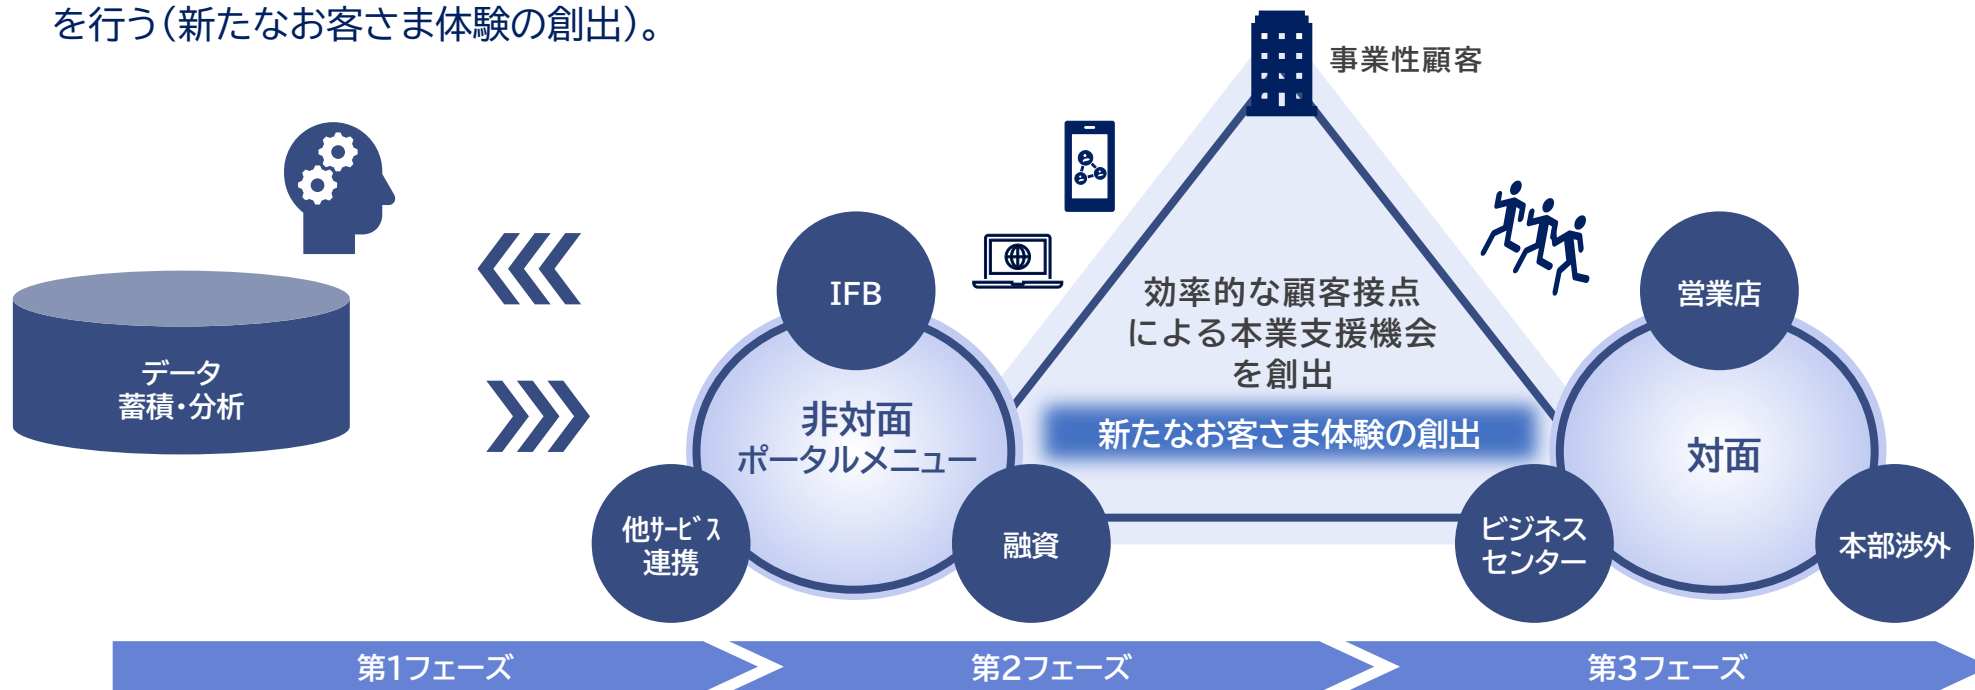 を行う(新たなお客さま体験の創出)。
事業性顧客
データ
蓄積・分析
IFB
非対面
ポータルメニュー
他ｻｰﾋﾞｽ
連携
融資
効率的な顧客接点
による本業支援機会
を創出
新たなお客さま体験の創出
営業店
対面
ビジネス
センター
本部渉外
第1フェーズ
第2フェーズ
第3フェーズ